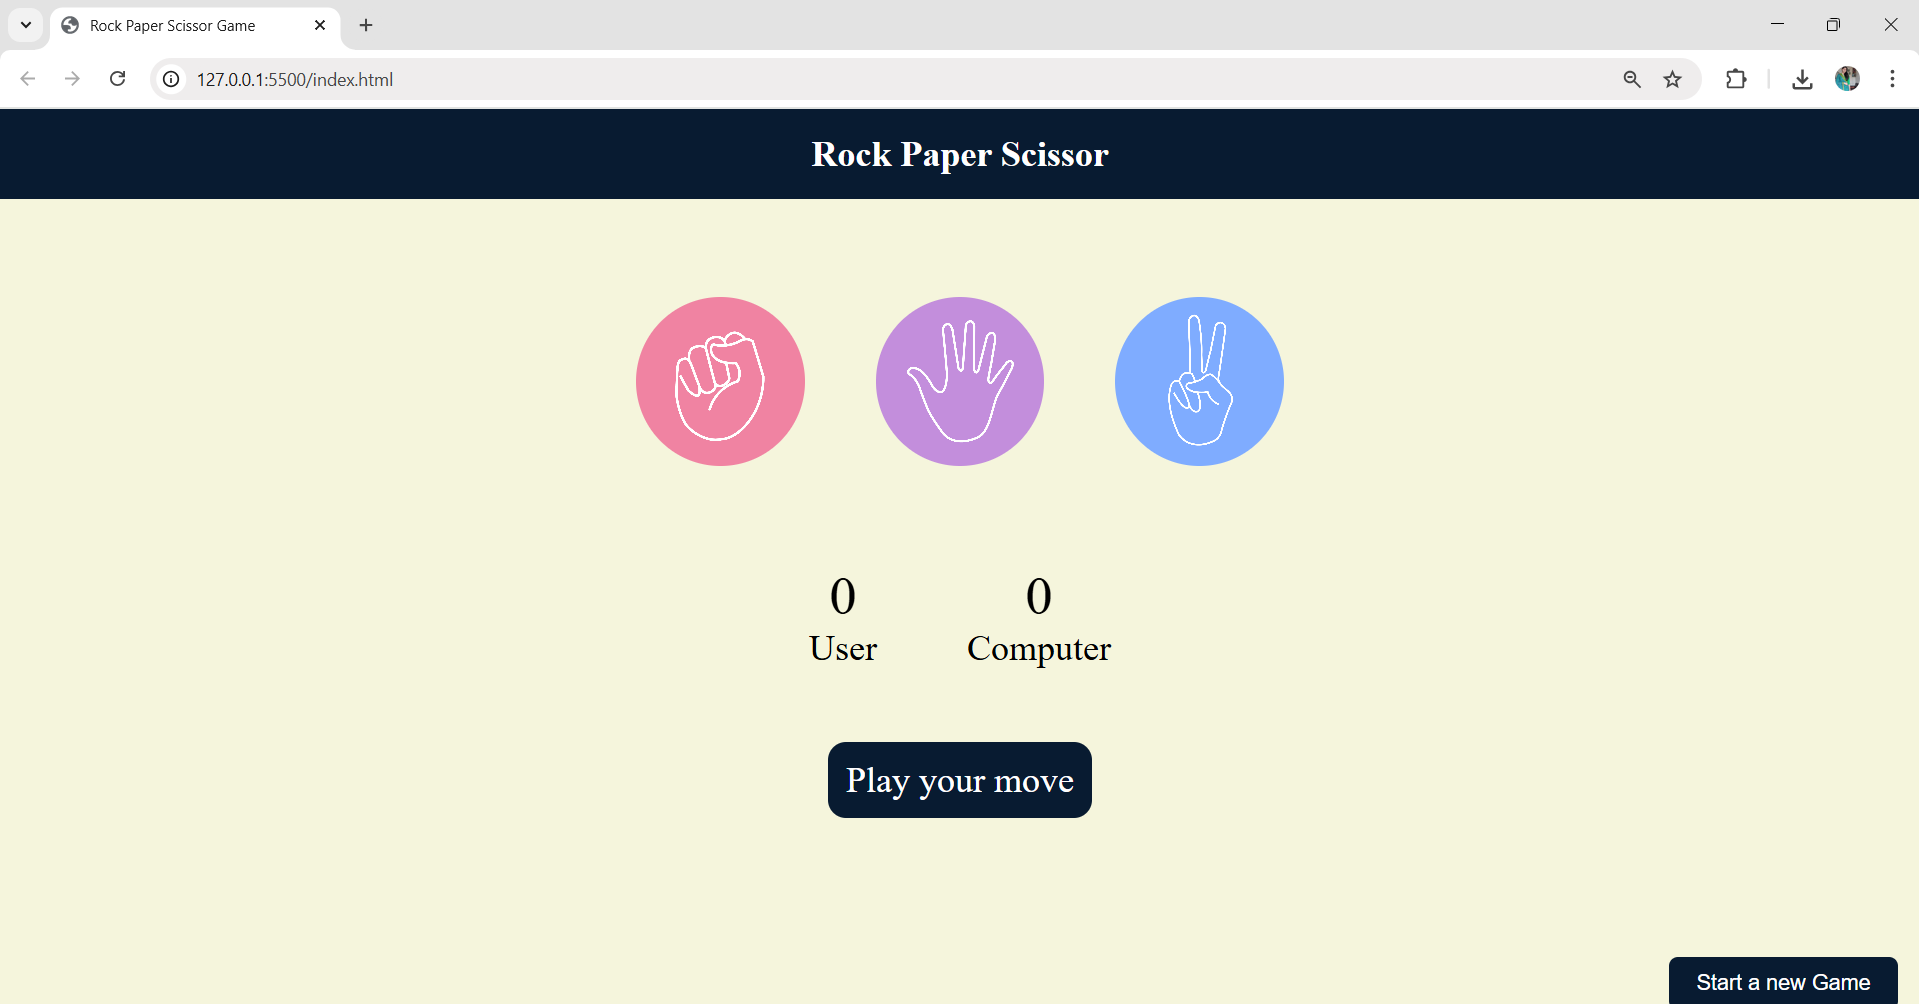 Rock Paper Scissor Game
127.0.0.1:5500/index.html
Rock Paper Scissor
0 0
User Computer
Play your move
Start a new Game